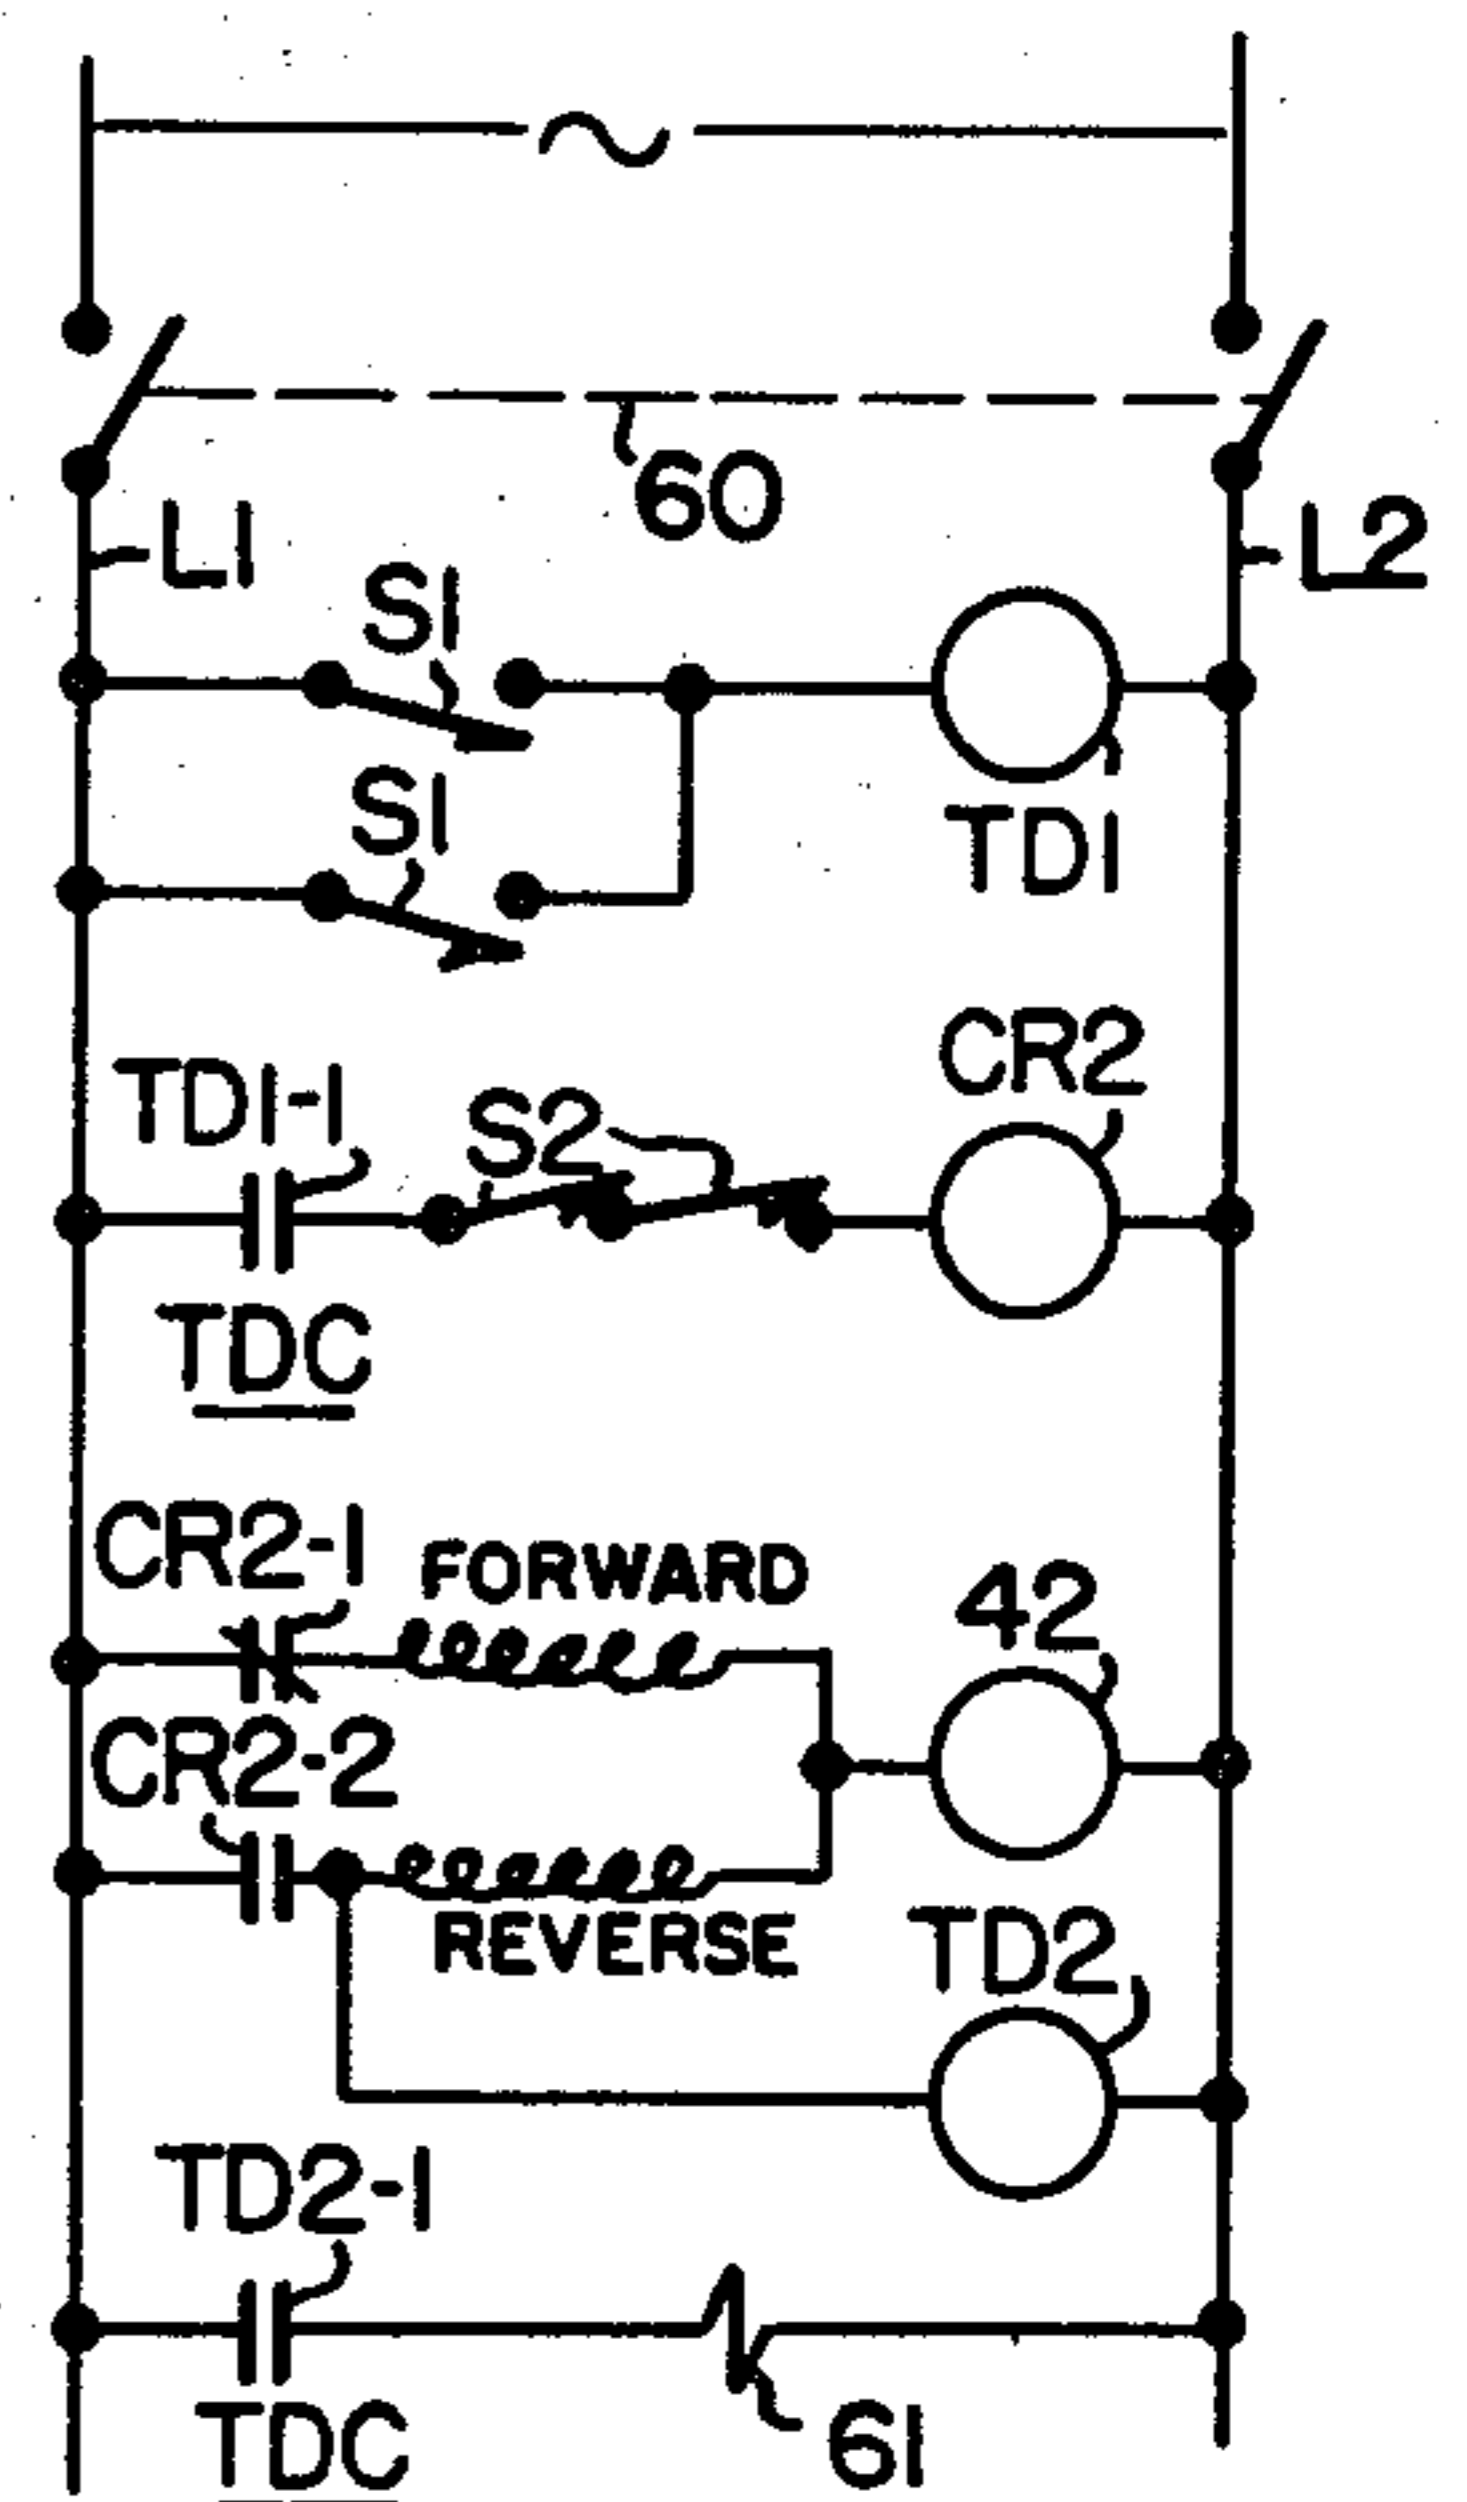 60
L1
L2
S1
S1
TD1
CR2
TD1-1
S2
TDC
CR2-1
FORWARD
42
CR2-2
REVERSE
TD2
TD2-1
TDC
61